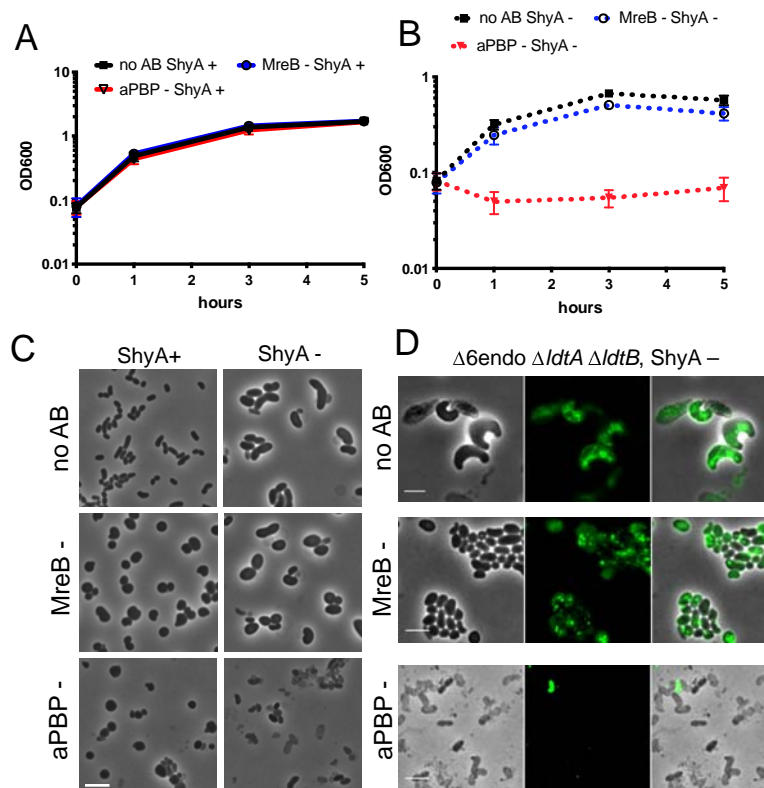 A
no AB ShyA +
MreB - ShyA +
aPBP - ShyA +
10
1
0.1
0.01
OD600
0
1
2
3
4
5
hours
B
no AB ShyA -
MreB - ShyA -
aPBP - ShyA -
1
0.1
0.01
OD600
0
1
2
3
4
5
hours
C
ShyA+
ShyA -
no AB
MreB -
aPBP -
D
Δ6endo ΔldtA ΔldtB, ShyA –
no AB
MreB -
aPBP -